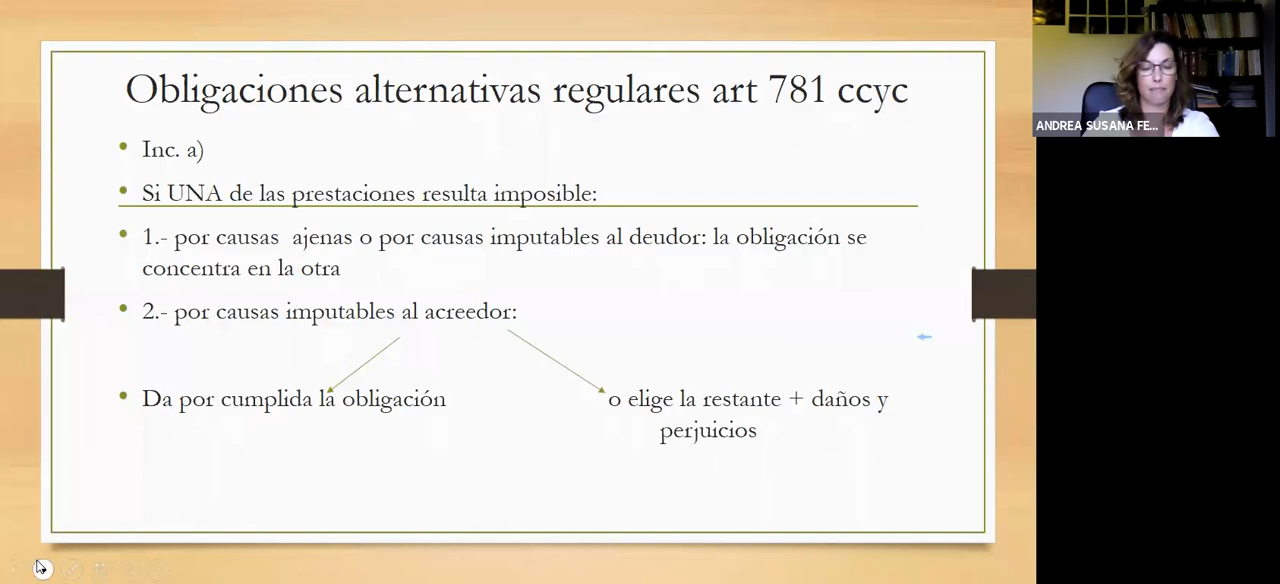 Obligaciones alternativas regulares art 781 ccyc
Inc. a)
Si UNA de las prestaciones resulta imposible:
1.- por causas ajenas o por causas imputables al deudor: la obligación se
concentra en la otra
2.- por causas imputables al acreedor:
Da por cumplida la obligación
o elige la restante + daños y
perjuicios
ANDREA SUSANA FE...